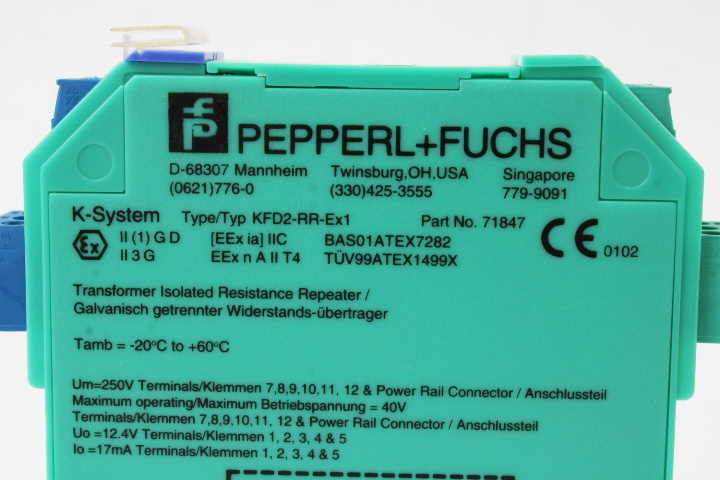 PEPPERL+FUCHS
D-68307 Mannheim Twinsburg,OH,USA Singapore
(0621)776-0 (330)425-3555 779-9091
K-System Type/Typ KFD2-RR-Ex1 Part No. 71847
Ex II (1) G D [EEx ia] IIC BAS01ATEX7282 CE 0102
II 3 G EEx n A II T4 TÜV99ATEX1499X
Transformer Isolated Resistance Repeater /
Galvanisch getrennter Widerstands-übertrager
Tamb = -20°C to +60°C
Um=250V Terminals/Klemmen 7,8,9,10,11, 12 & Power Rail Connector / Anschlussteil
Maximum operating/Maximum Betriebspannung = 40V
Terminals/Klemmen 7,8,9,10,11, 12 & Power Rail Connector / Anschlussteil
Uo =12.4V Terminals/Klemmen 1, 2, 3, 4 & 5
Io =17mA Terminals/Klemmen 1, 2, 3, 4 & 5